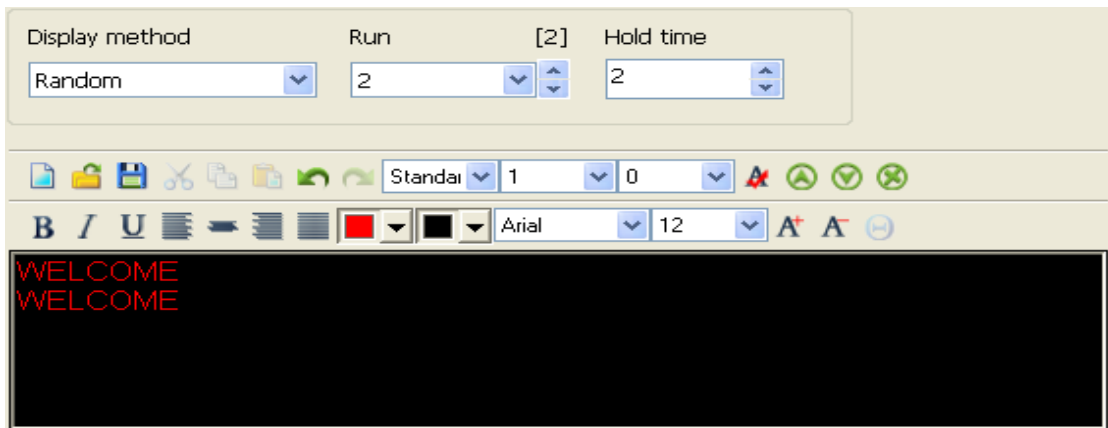 Display method Run [2] Hold time
Random 2 2
Standar 1 0
B I U Arial 12 A+ A-
WELCOME
WELCOME